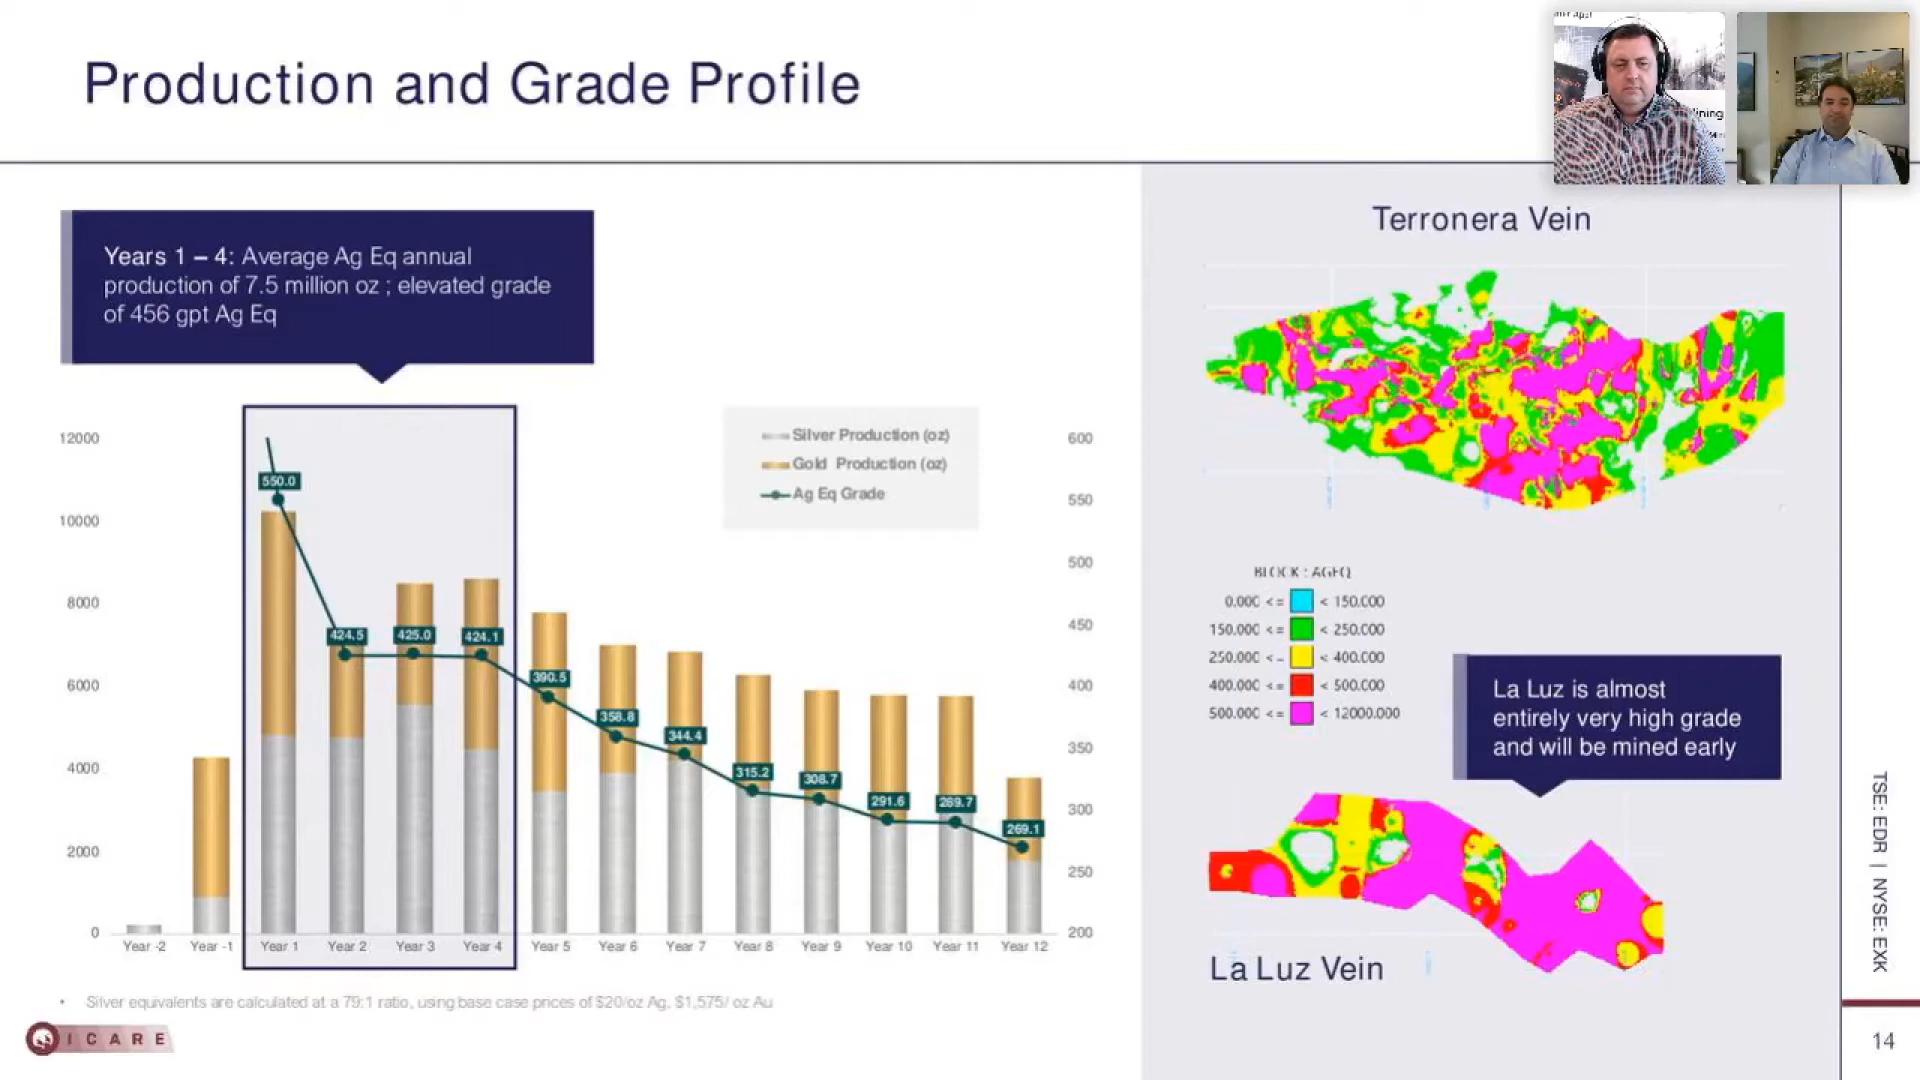 Production and Grade Profile
Years 1 – 4: Average Ag Eq annual
production of 7.5 million oz ; elevated grade
of 456 gpt Ag Eq
12000
10000
8000
6000
4000
2000
0
Silver Production (oz)
Gold Production (oz)
Ag Eq Grade
600
550
500
450
400
350
300
250
200
550.0
424.5
425.0
424.1
390.5
358.8
344.4
315.2
308.7
291.6
289.7
269.1
Year -2 Year -1 Year 1 Year 2 Year 3 Year 4 Year 5 Year 6 Year 7 Year 8 Year 9 Year 10 Year 11 Year 12
• Silver equivalents are calculated at a 79:1 ratio, using base case prices of $20/oz Ag, $1,575/ oz Au
ICARE
Terronera Vein
BLOCK : AGEQ
0.000 <= < 150.000
150.000 <= < 250.000
250.000 <= < 400.000
400.000 <= < 500.000
500.000 <= < 12000.000
La Luz is almost
entirely very high grade
and will be mined early
La Luz Vein
TSE: EDR | NYSE: EXK
14